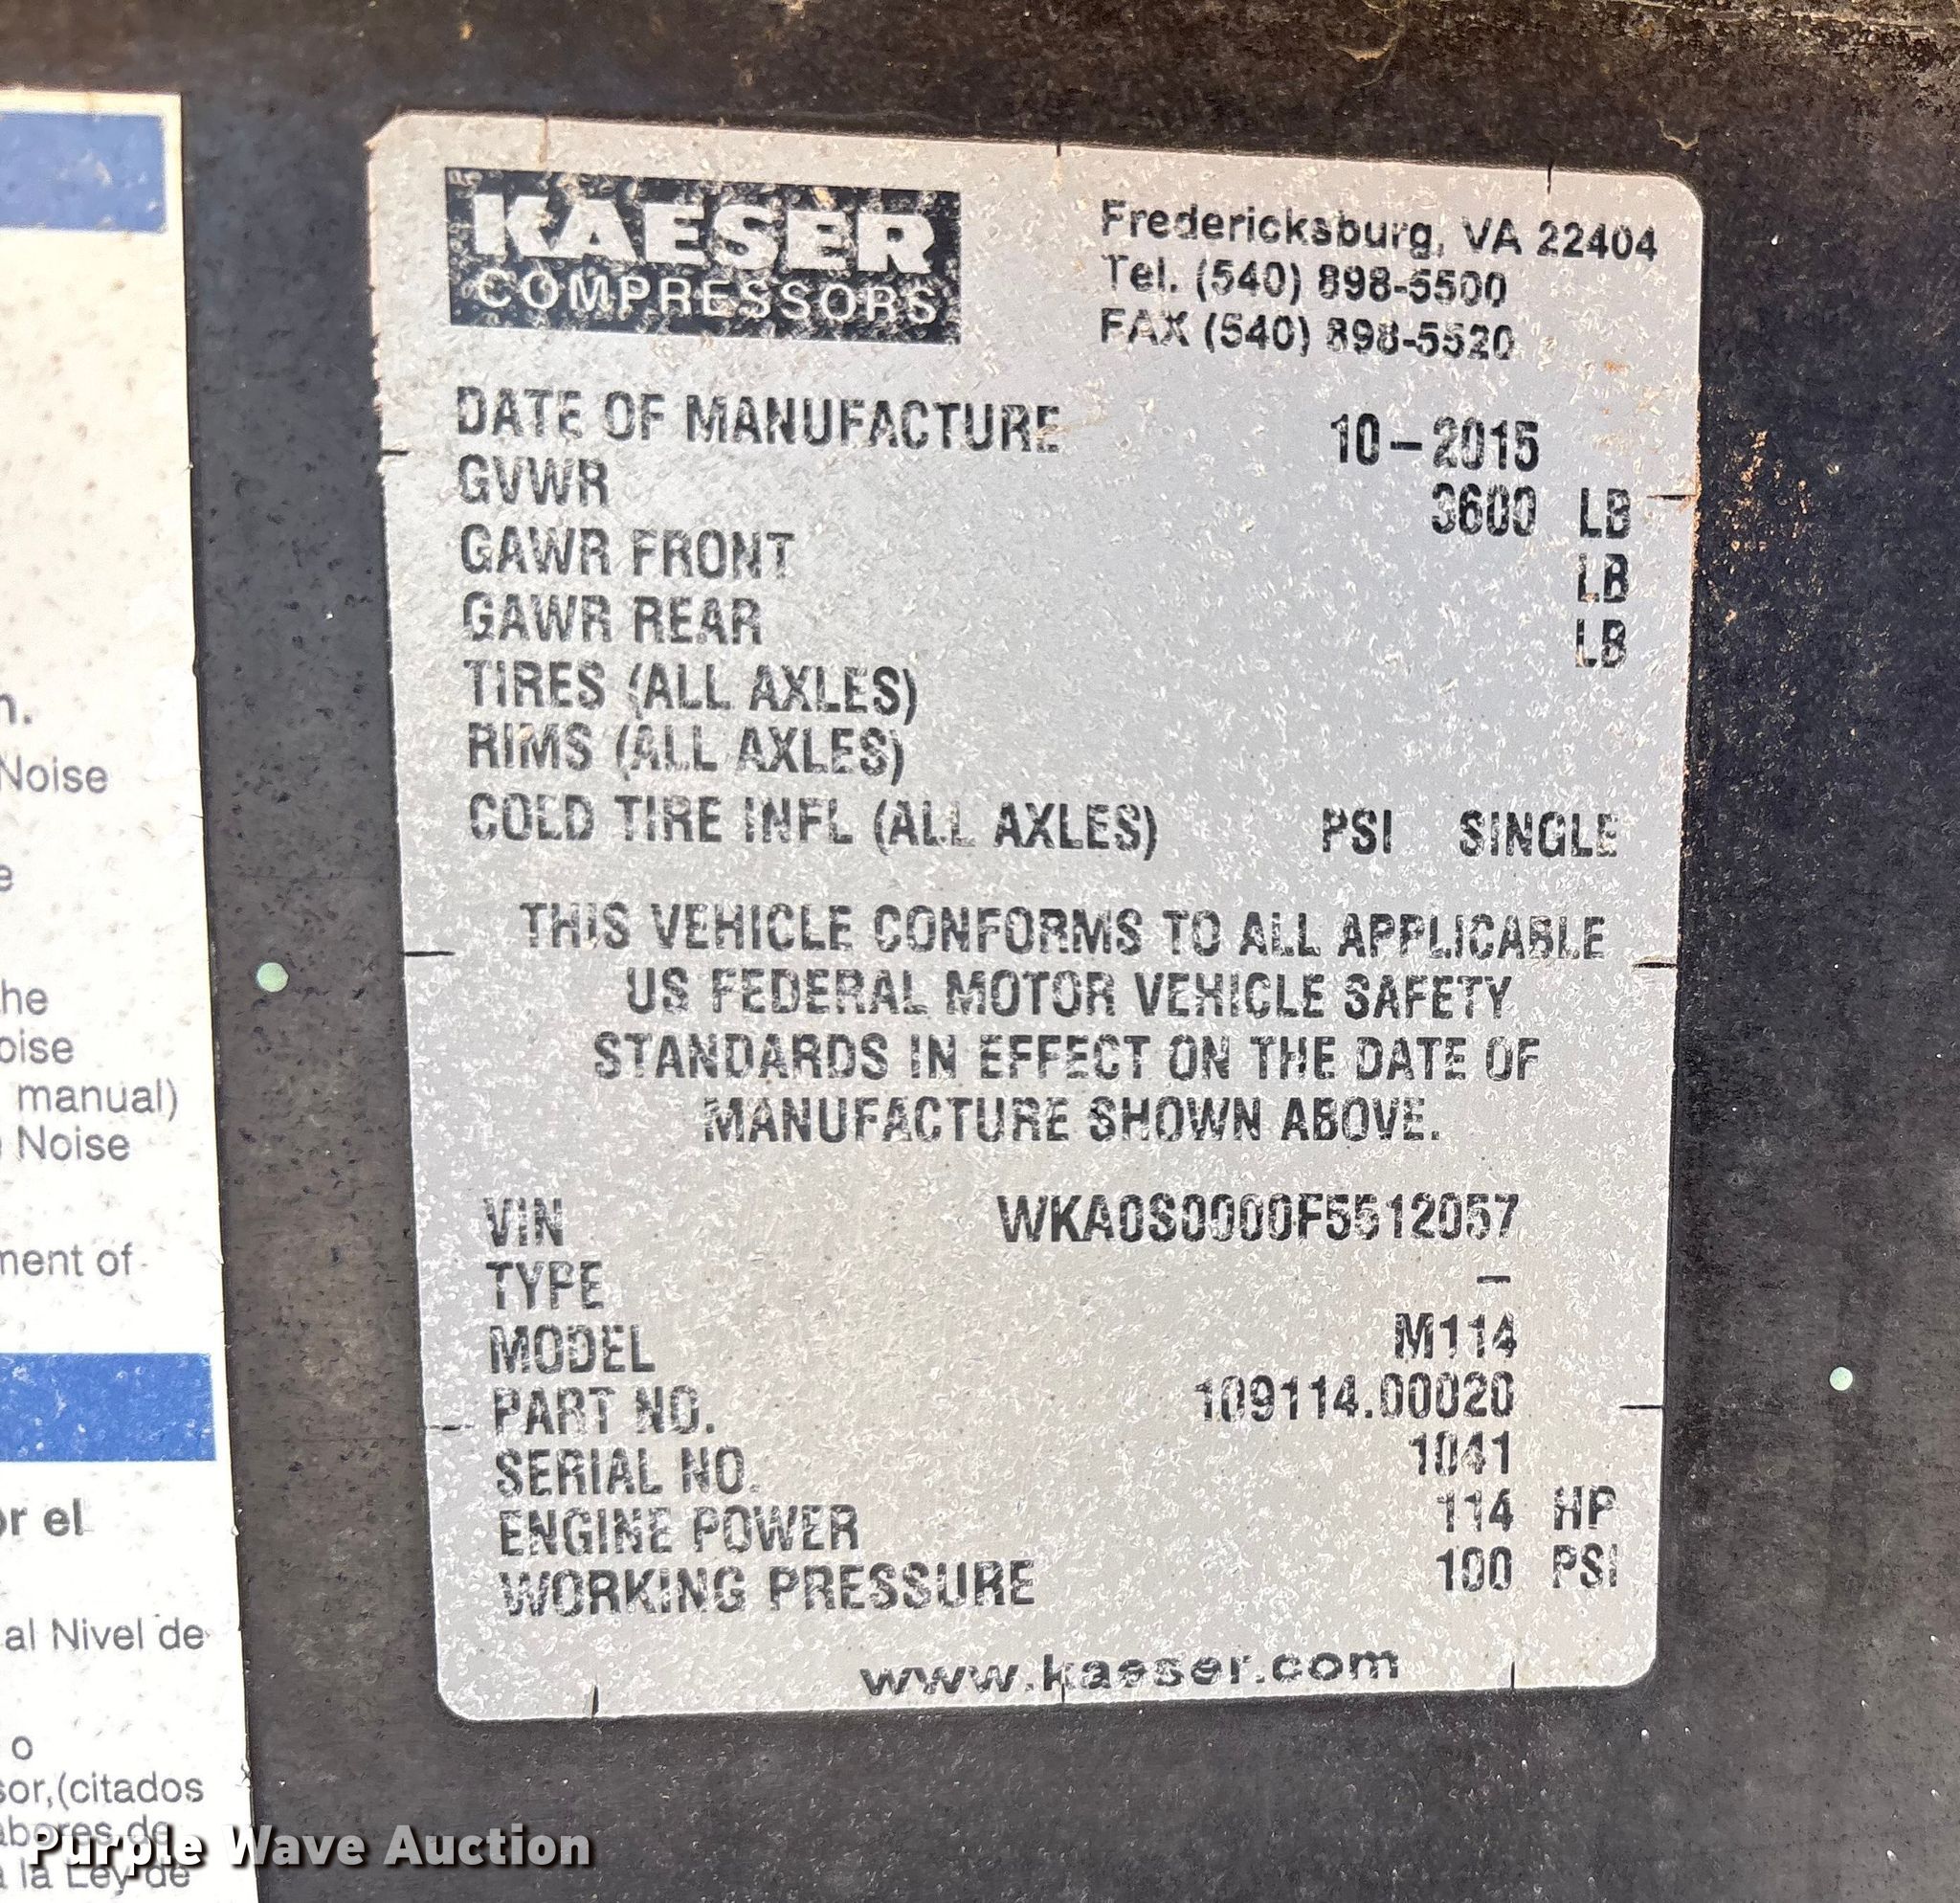 KAESER
COMPRESSORS
Fredericksburg, VA 22404
Tel. (540) 898-5500
FAX (540) 898-5520
DATE OF MANUFACTURE 10-2015
GVWR 3600 LB
GAWR FRONT LB
GAWR REAR LB
TIRES (ALL AXLES)
RIMS (ALL AXLES)
COLD TIRE INFL (ALL AXLES) PSI SINGLE
THIS VEHICLE CONFORMS TO ALL APPLICABLE
US FEDERAL MOTOR VEHICLE SAFETY
STANDARDS IN EFFECT ON THE DATE OF
MANUFACTURE SHOWN ABOVE.
VIN WKA0S0000F5512057
TYPE –
MODEL M114
PART NO. 109114.00020
SERIAL NO. 1041
ENGINE POWER 114 HP
WORKING PRESSURE 100 PSI
www.kaeser.com
Noise
manual)
Noise
of
el
al Nivel de
o
(citados
de
la Ley de
Purple Wave Auction